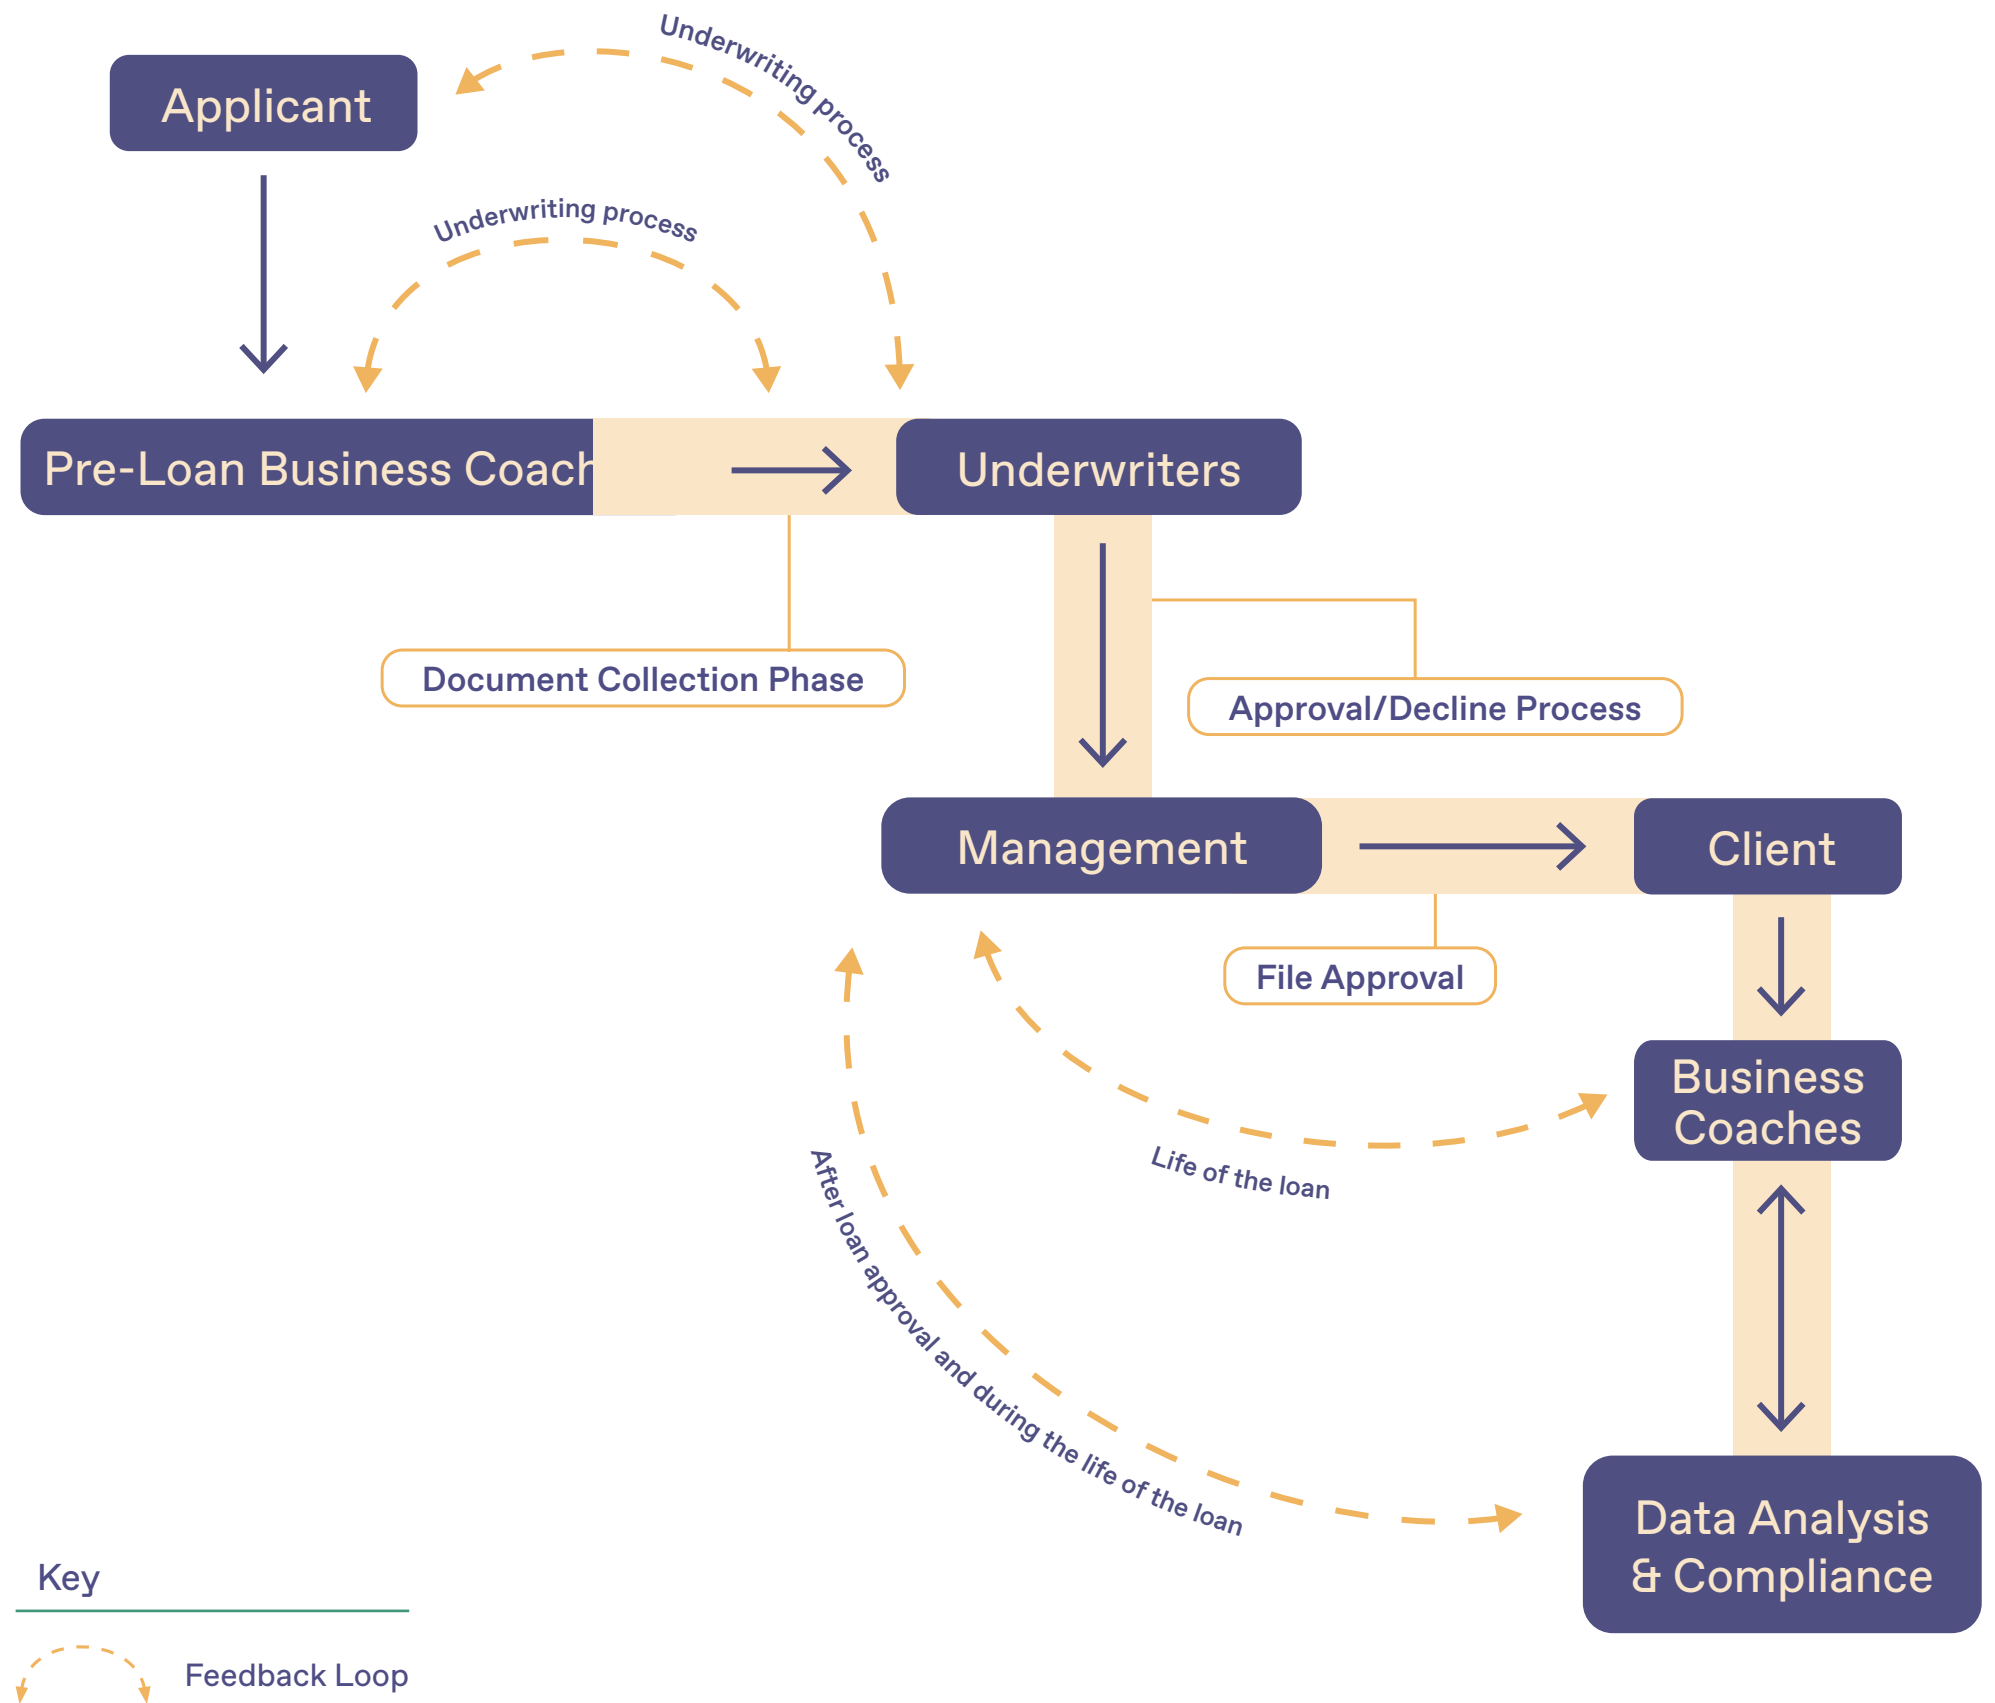 Underwriting process
Applicant
Underwriting process
Pre-Loan Business Coach
Underwriters
Document Collection Phase
Approval/Decline Process
Management
Client
File Approval
Business
Coaches
Life of the loan
After loan approval and during the life of the loan
Data Analysis
& Compliance
Key
Feedback Loop